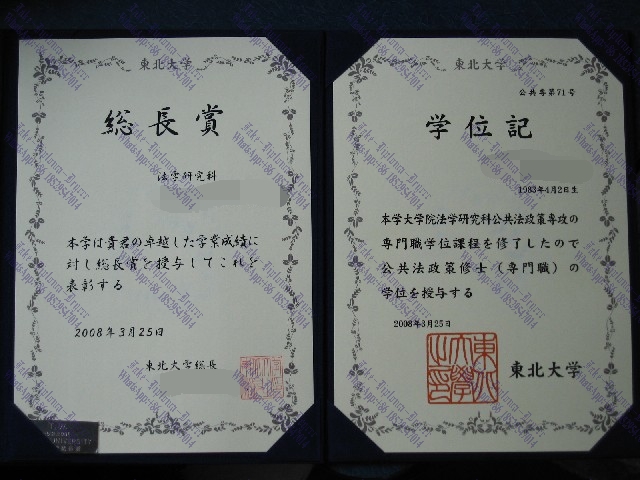 東北大学
総長賞
法学研究科
本学は貴君の卓越した学業成績に
対し総長賞を授与してこれを
表彰する
2008年3月25日
東北大学総長
東北大学
公共専第71号
学位記
1983年4月2日生
本学大学院法学研究科公共法政策専攻の
専門職学位課程を修了したので
公共法政策修士（専門職）の
学位を授与する
2008年3月25日
東北大学